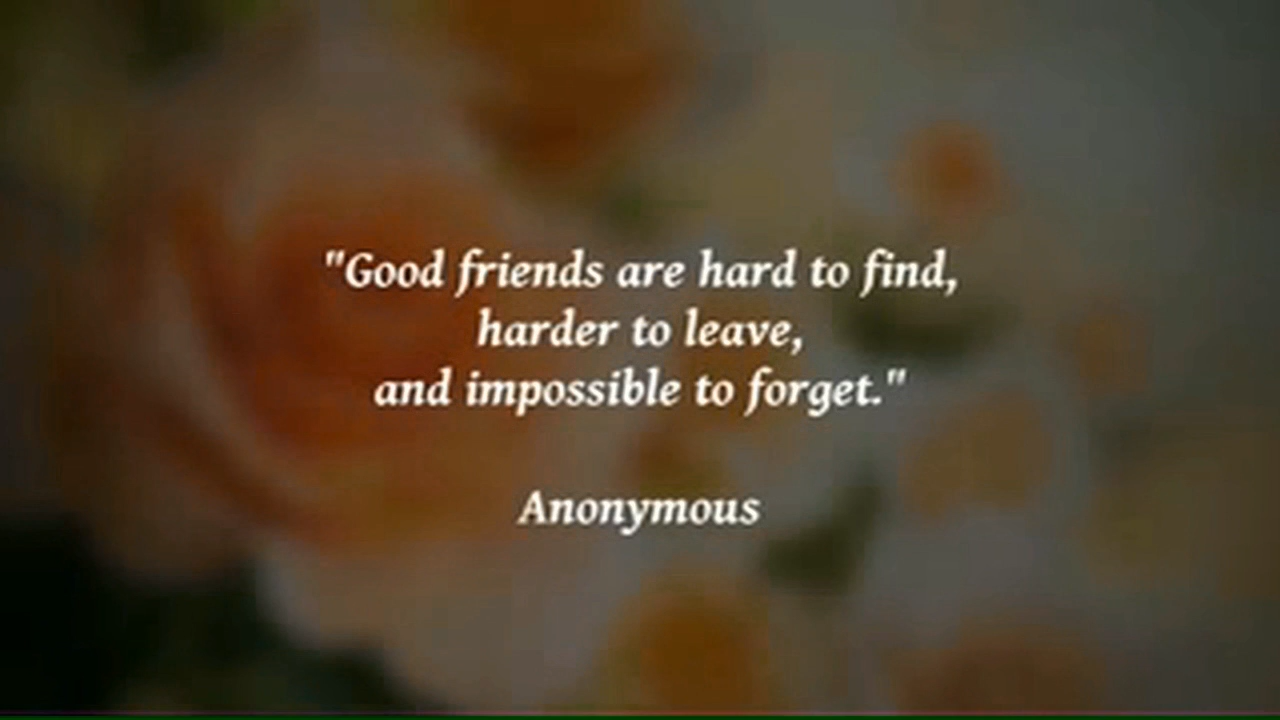 "Good friends are hard to find,
harder to leave,
and impossible to forget."
Anonymous